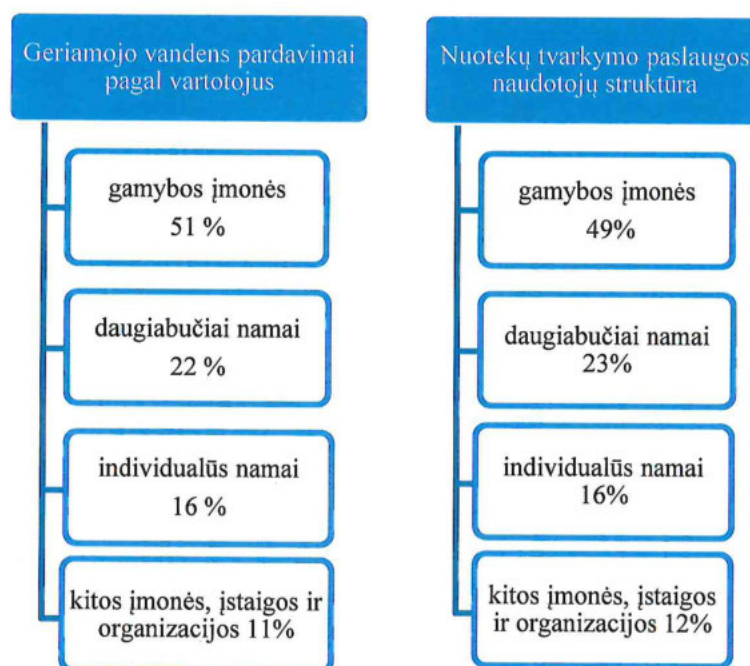 Geriamojo vandens pardavimai
pagal vartotojus
gamybos įmonės
51 %
daugiabučiai namai
22 %
individualūs namai
16 %
kitos įmonės, įstaigos ir
organizacijos 11%
Nuotekų tvarkymo paslaugos
naudotojų struktūra
gamybos įmonės
49%
daugiabučiai namai
23%
individualūs namai
16%
kitos įmonės, įstaigos
ir organizacijos 12%